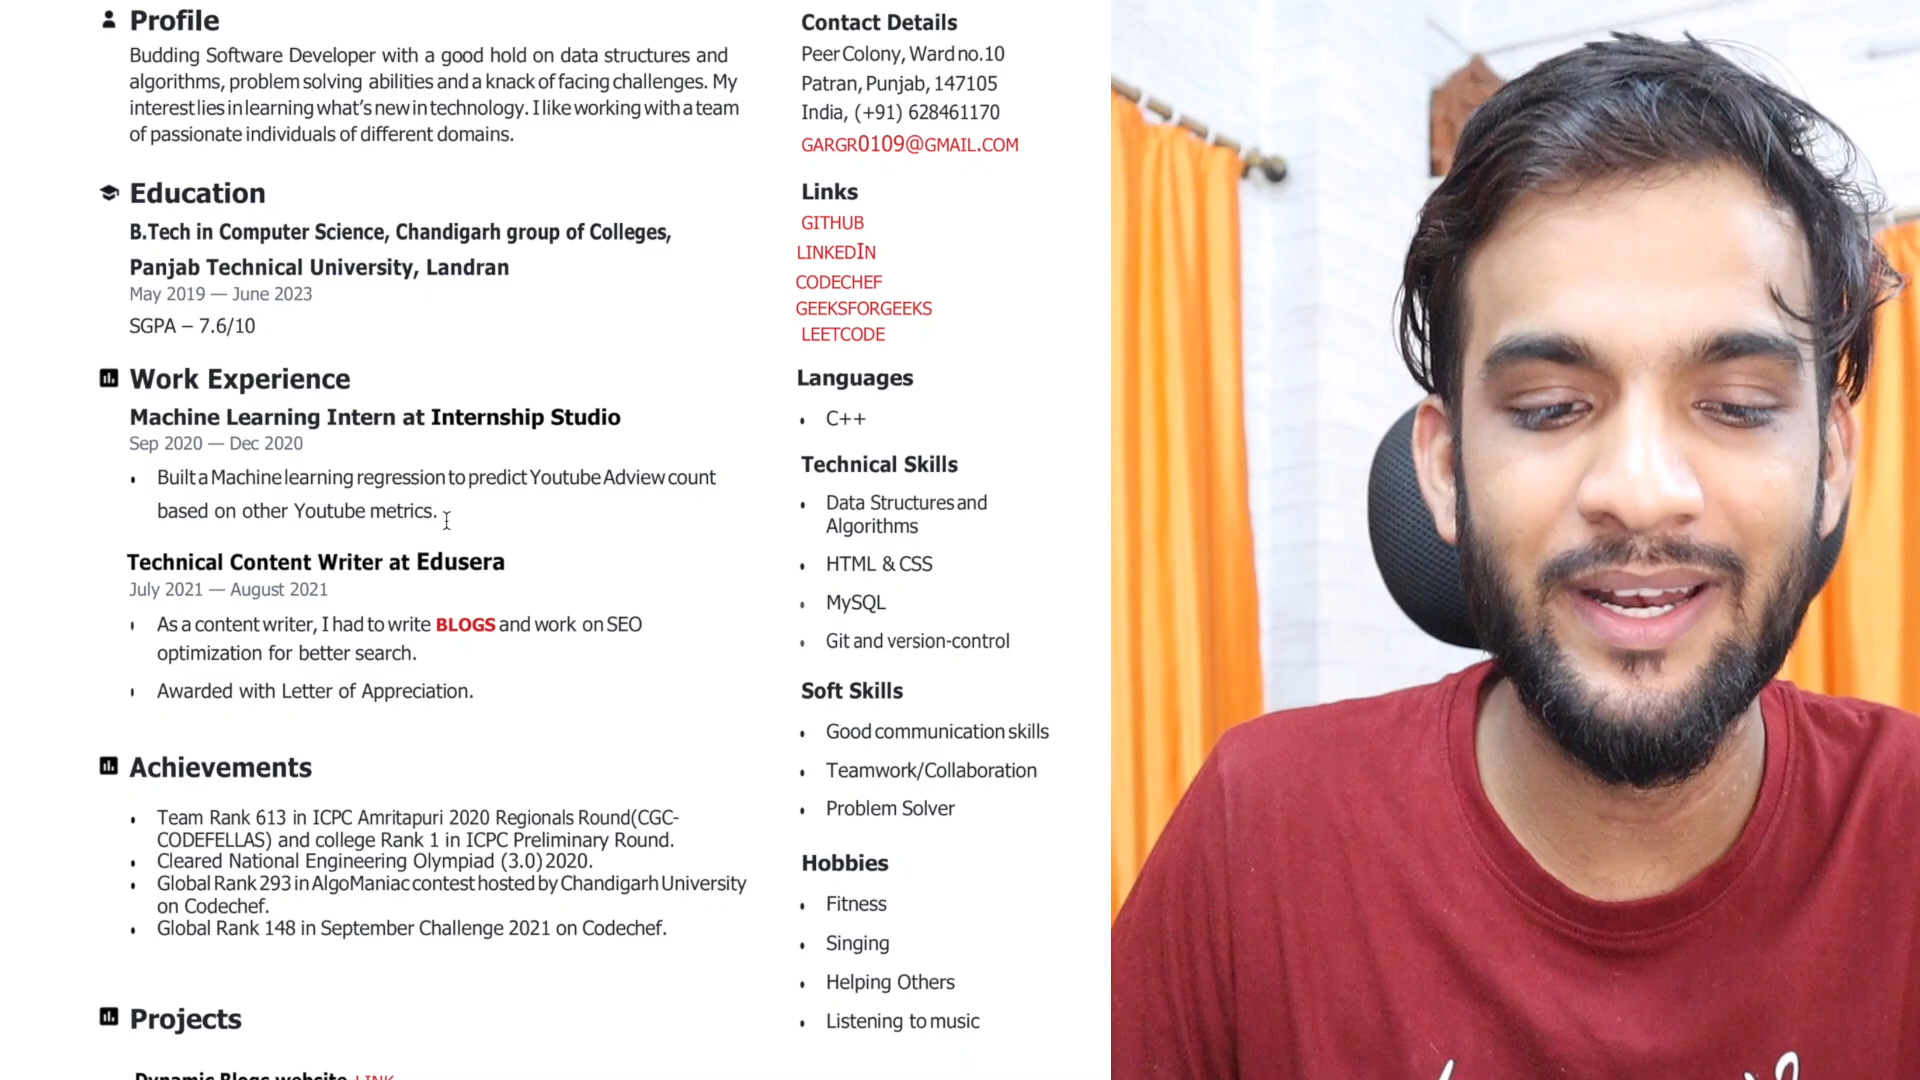 Profile
Budding Software Developer with a good hold on data structures and
algorithms, problem solving abilities and a knack of facing challenges. My
interest lies in learning what's new in technology. I like working with a team
of passionate individuals of different domains.
Education
B.Tech in Computer Science, Chandigarh group of Colleges,
Panjab Technical University, Landran
May 2019 — June 2023
SGPA – 7.6/10
Work Experience
Machine Learning Intern at Internship Studio
Sep 2020 — Dec 2020
• Built a Machine learning regression to predict Youtube Adview count
based on other Youtube metrics.
Technical Content Writer at Edusera
July 2021 — August 2021
• As a content writer, I had to write BLOGS and work on SEO
optimization for better search.
• Awarded with Letter of Appreciation.
Achievements
• Team Rank 613 in ICPC Amritapuri 2020 Regionals Round(CGC-
CODEFELLAS) and college Rank 1 in ICPC Preliminary Round.
• Cleared National Engineering Olympiad (3.0) 2020.
• Global Rank 293 in AlgoManiac contest hosted by Chandigarh University
on Codechef.
• Global Rank 148 in September Challenge 2021 on Codechef.
Projects
Dynamic Blogs website LINK
Contact Details
Peer Colony, Ward no.10
Patran, Punjab, 147105
India, (+91) 628461170
GARGR0109@GMAIL.COM
Links
GITHUB
LINKEDIN
CODECHEF
GEEKSFORGEEKS
LEETCODE
Languages
• C++
Technical Skills
• Data Structures and
Algorithms
• HTML & CSS
• MySQL
• Git and version-control
Soft Skills
• Good communication skills
• Teamwork/Collaboration
• Problem Solver
Hobbies
• Fitness
• Singing
• Helping Others
• Listening to music